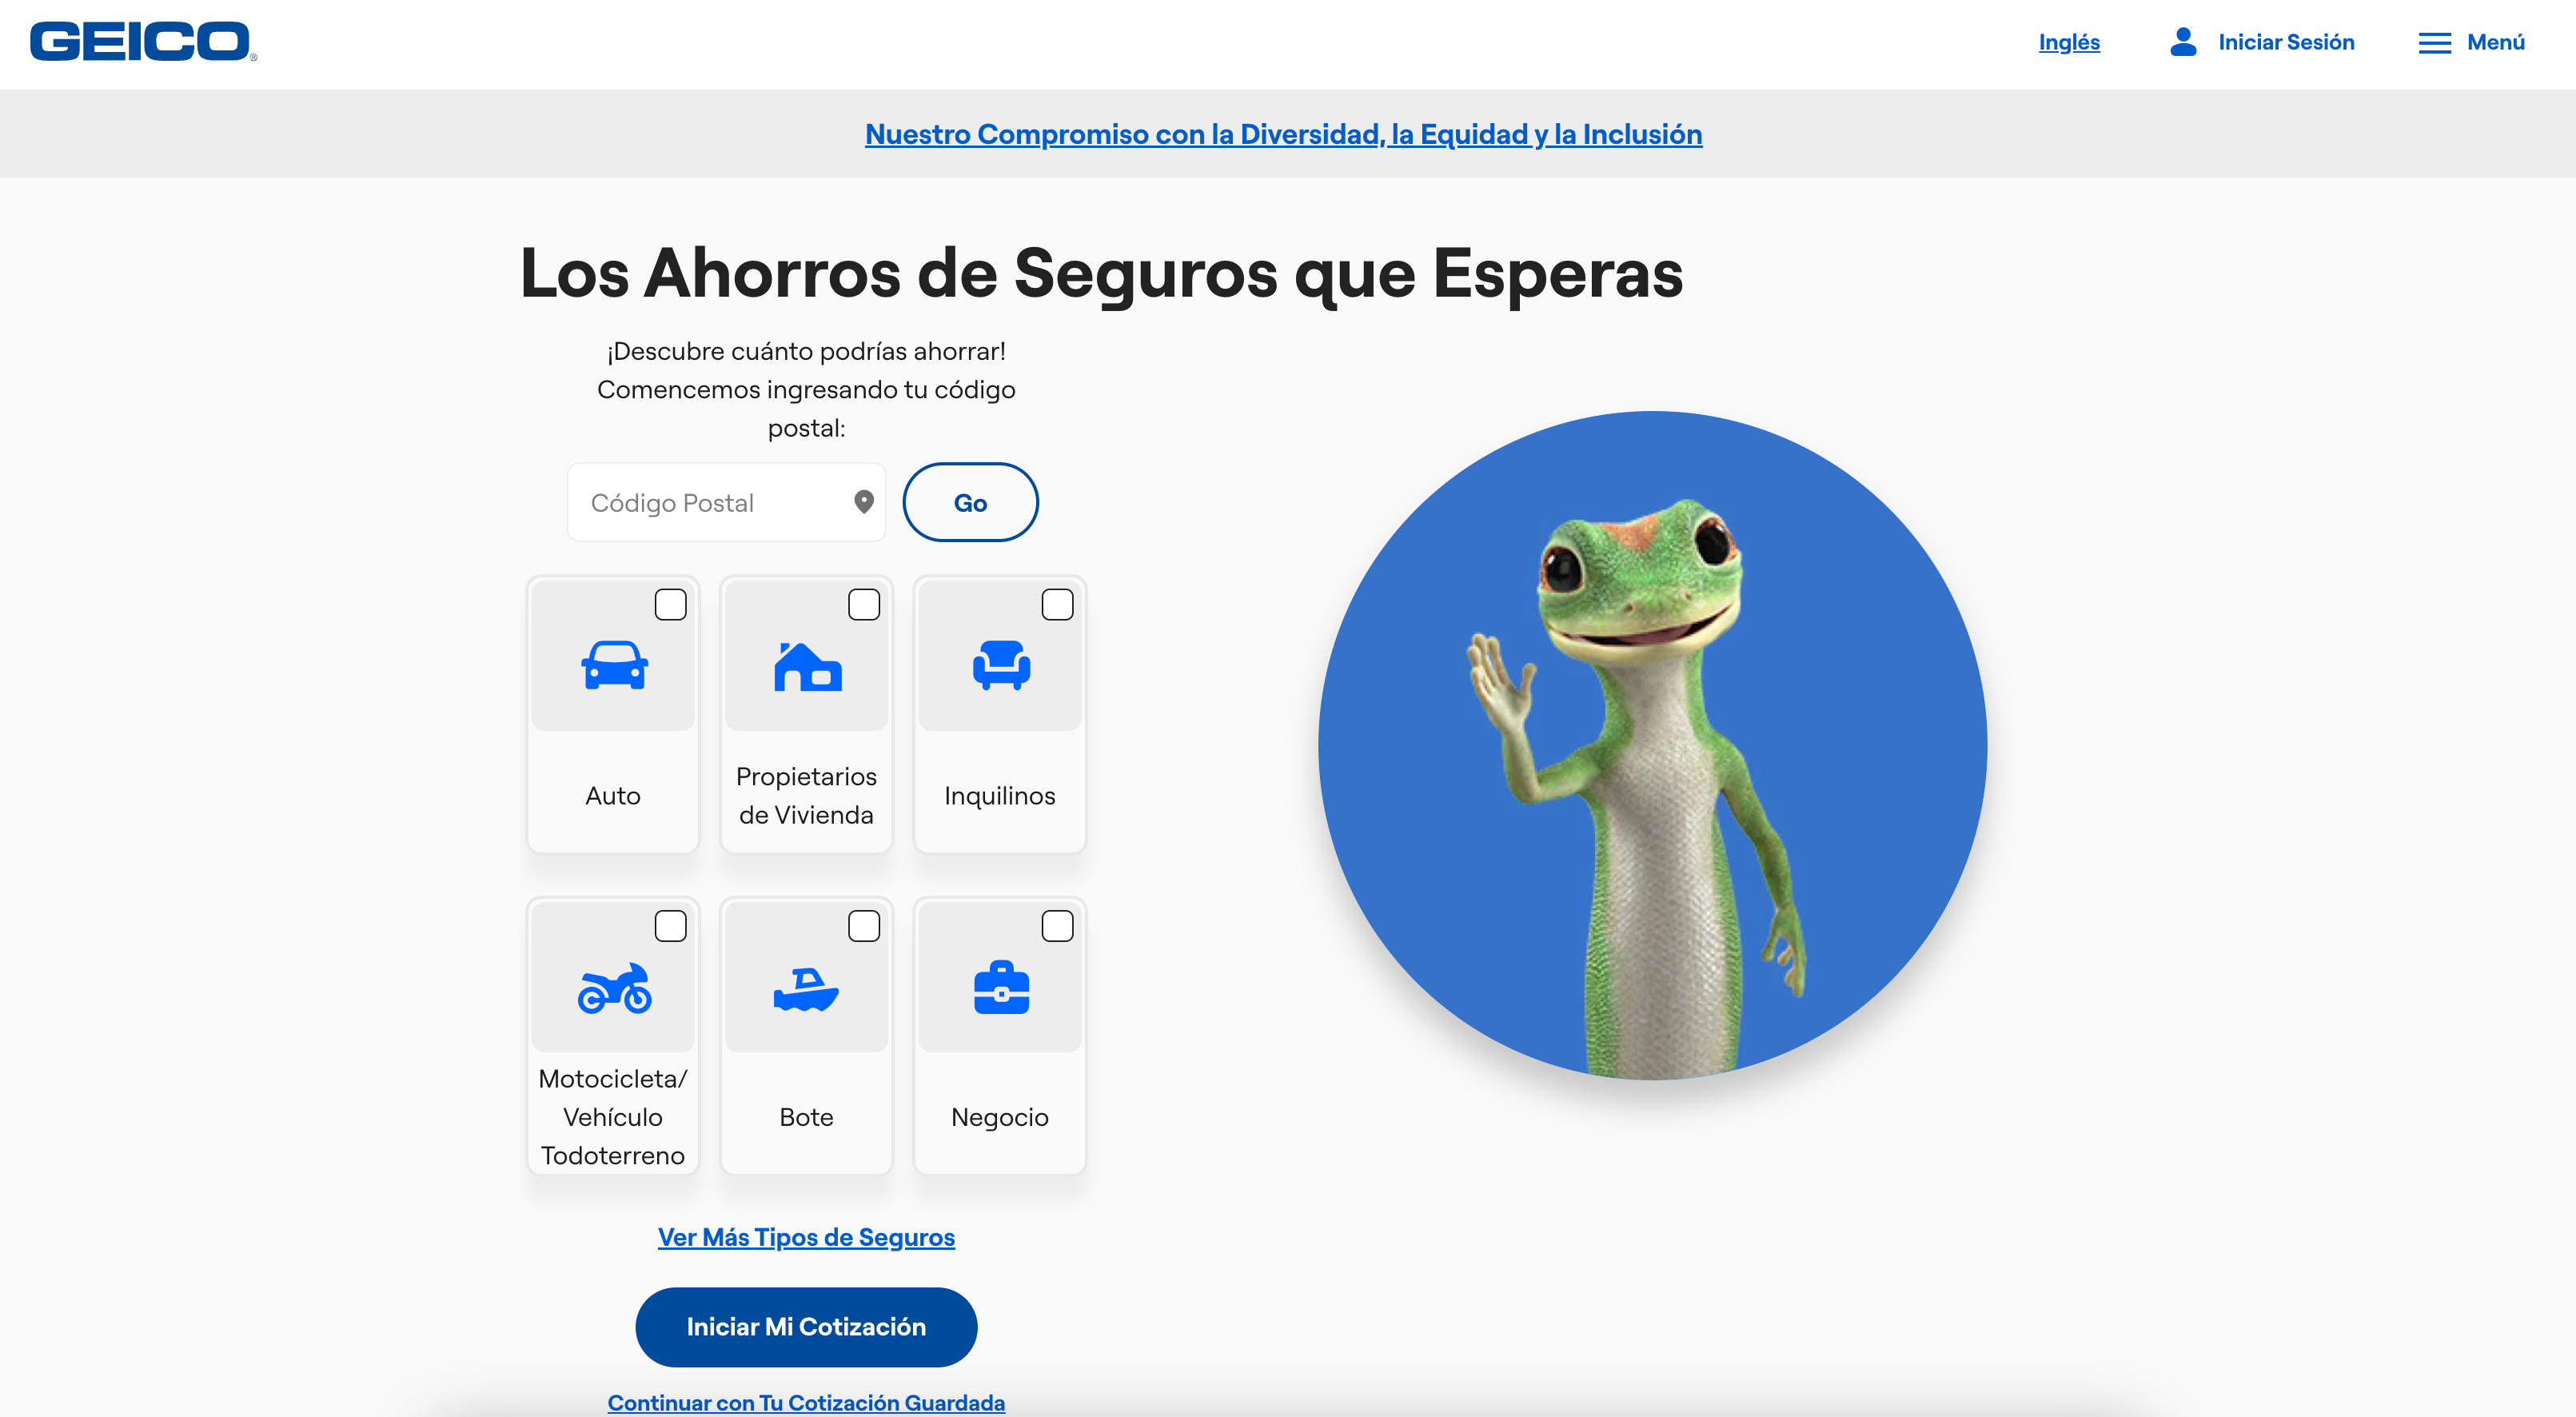 GEICO®
Inglés
Iniciar Sesión
Menú
Nuestro Compromiso con la Diversidad, la Equidad y la Inclusión
Los Ahorros de Seguros que Esperas
¡Descubre cuánto podrías ahorrar!
Comencemos ingresando tu código
postal:
Código Postal
Go
Auto
Propietarios
de Vivienda
Inquilinos
Motocicleta/
Vehículo
Todoterreno
Bote
Negocio
Ver Más Tipos de Seguros
Iniciar Mi Cotización
Continuar con Tu Cotización Guardada